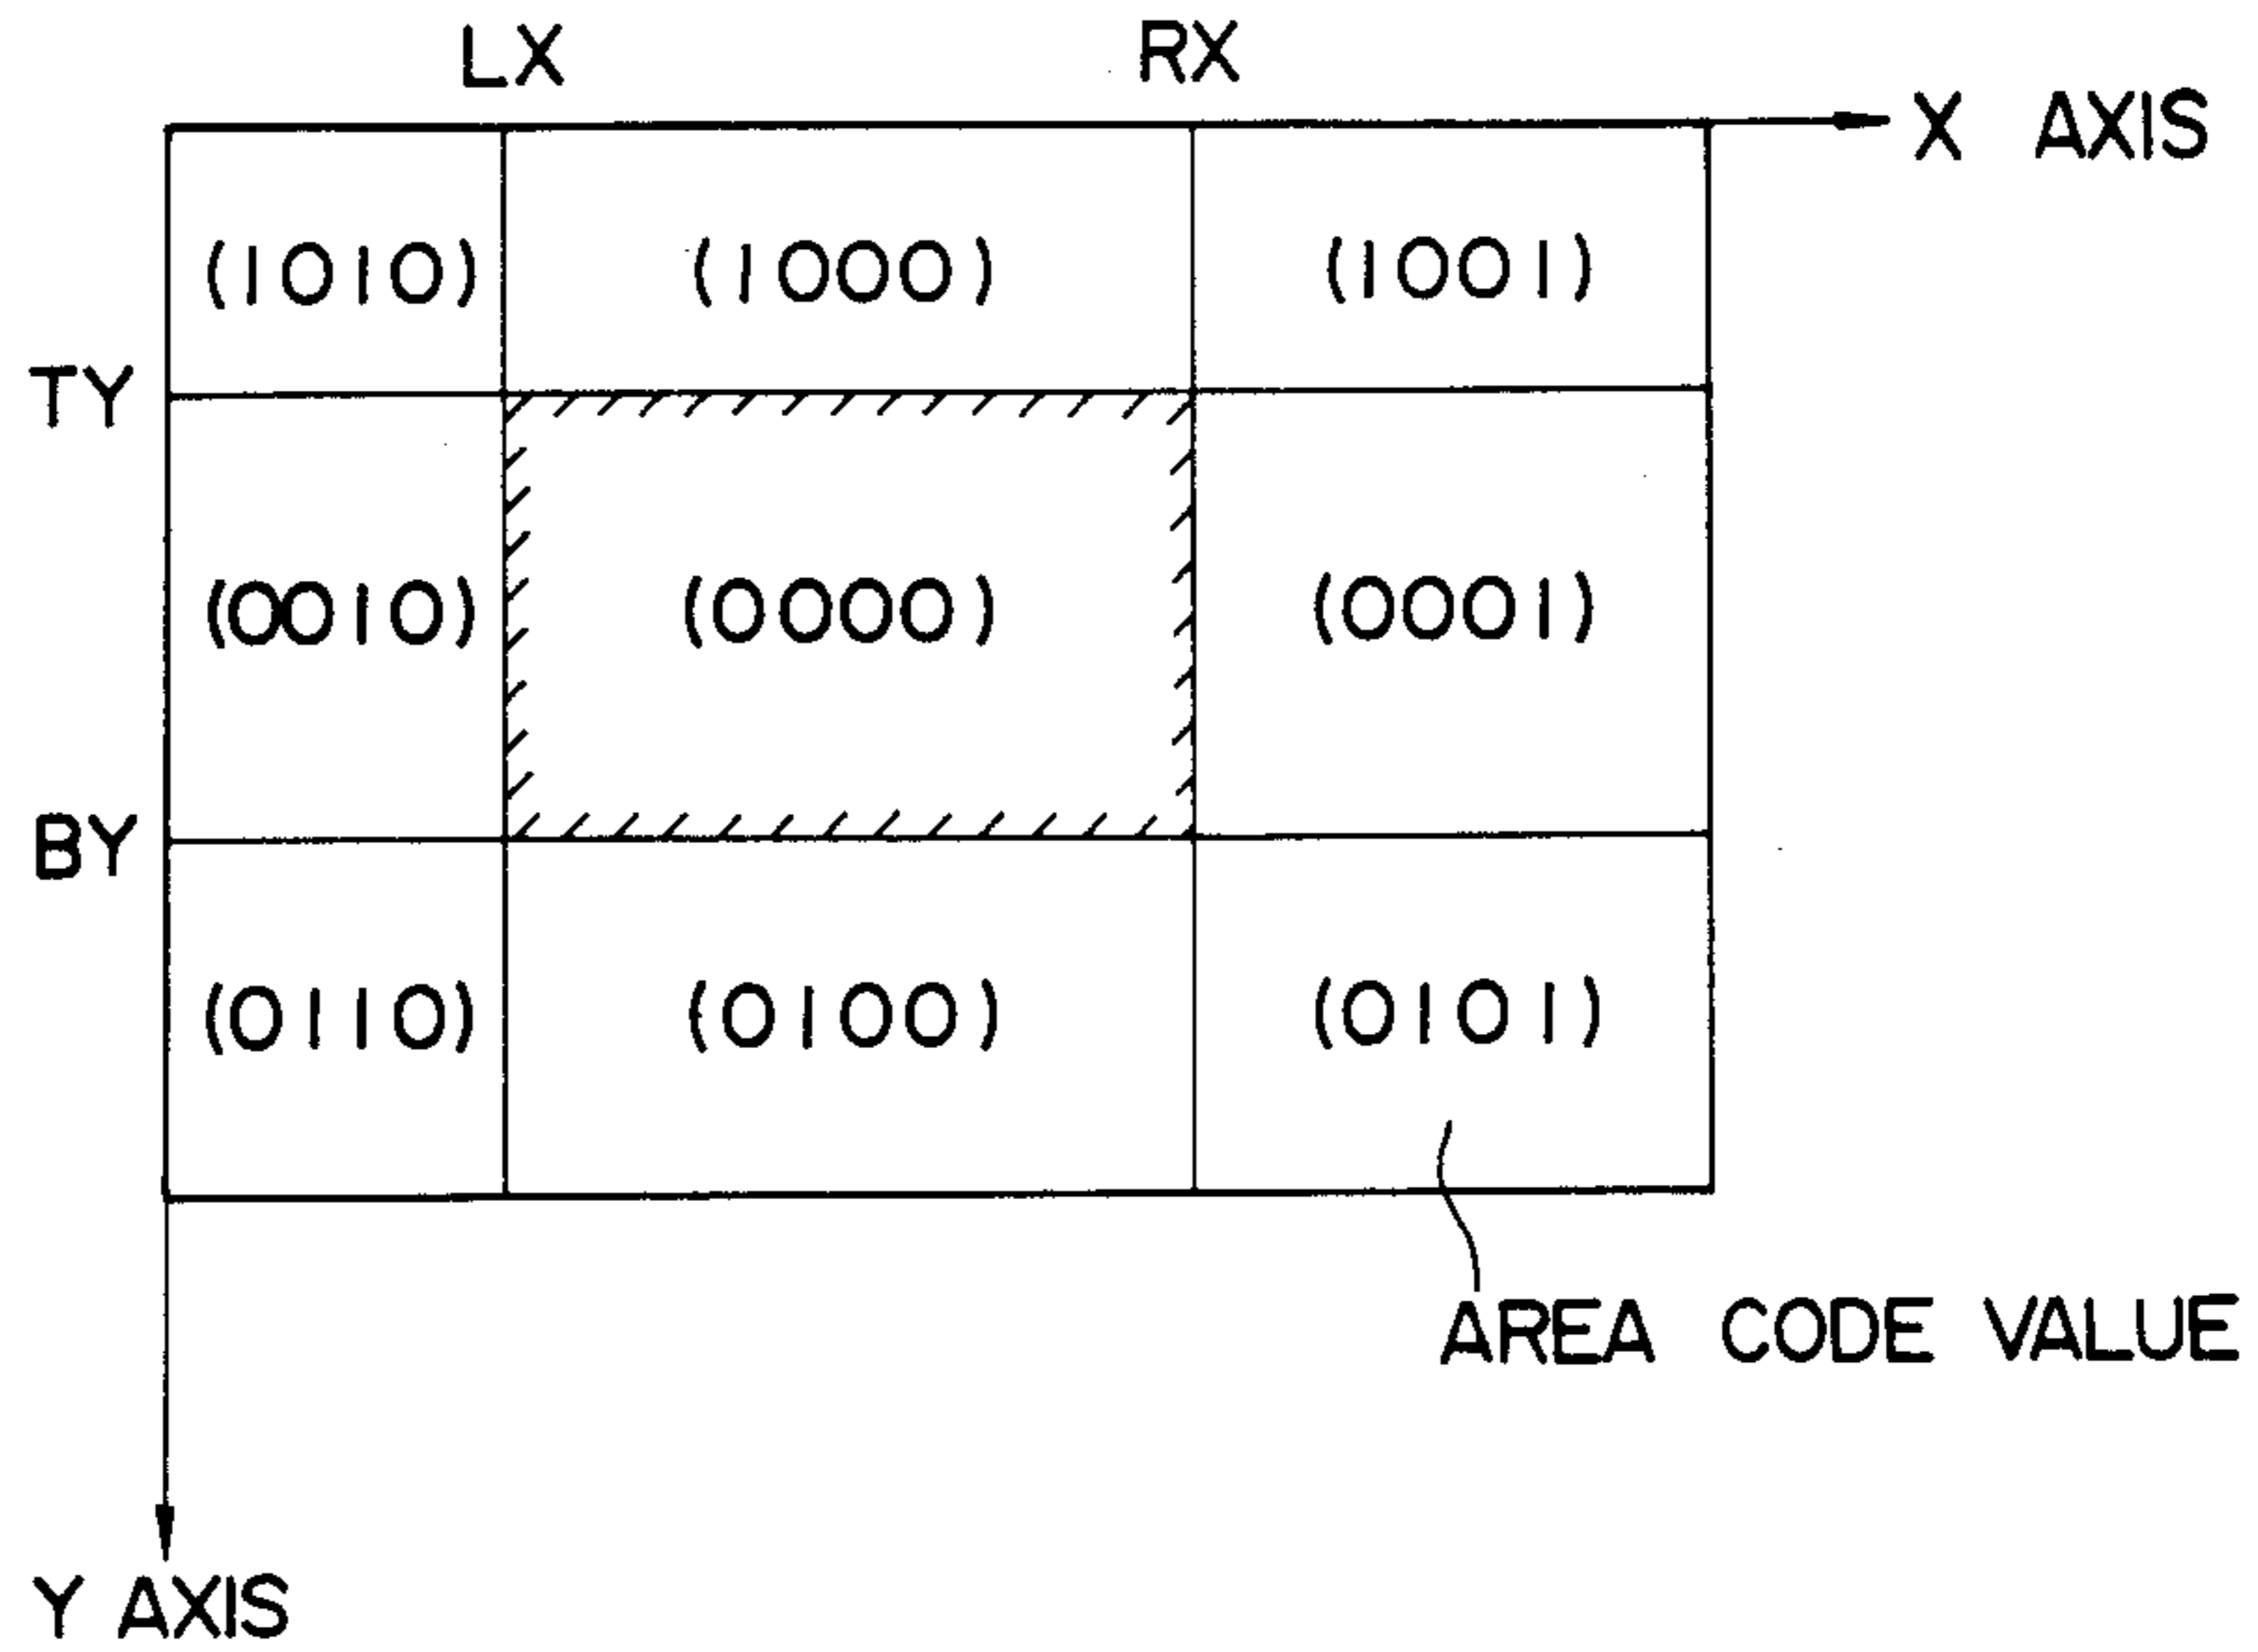 LX RX
X AXIS
(1010) (1000) (1001)
TY
(0010) (0000) (0001)
BY
(0110) (0100) (0101)
AREA CODE VALUE
Y AXIS